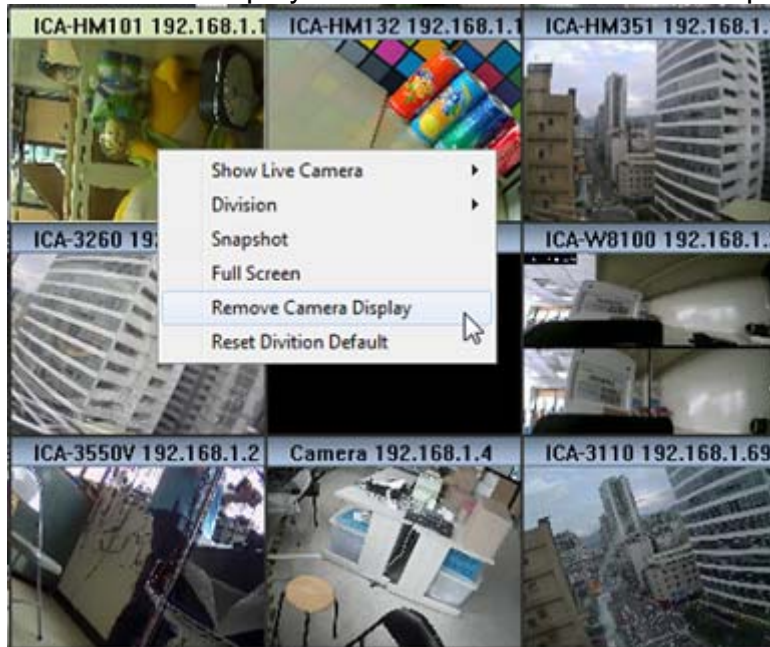 ICA-HM101 192.168.1.1
ICA-HM132 192.168.1.1
ICA-HM351 192.168.1.
Show Live Camera
Division
Snapshot
Full Screen
Remove Camera Display
Reset Divition Default
ICA-3260 19
ICA-W8100 192.168.1.
ICA-3550V 192.168.1.2
Camera 192.168.1.4
ICA-3110 192.168.1.69